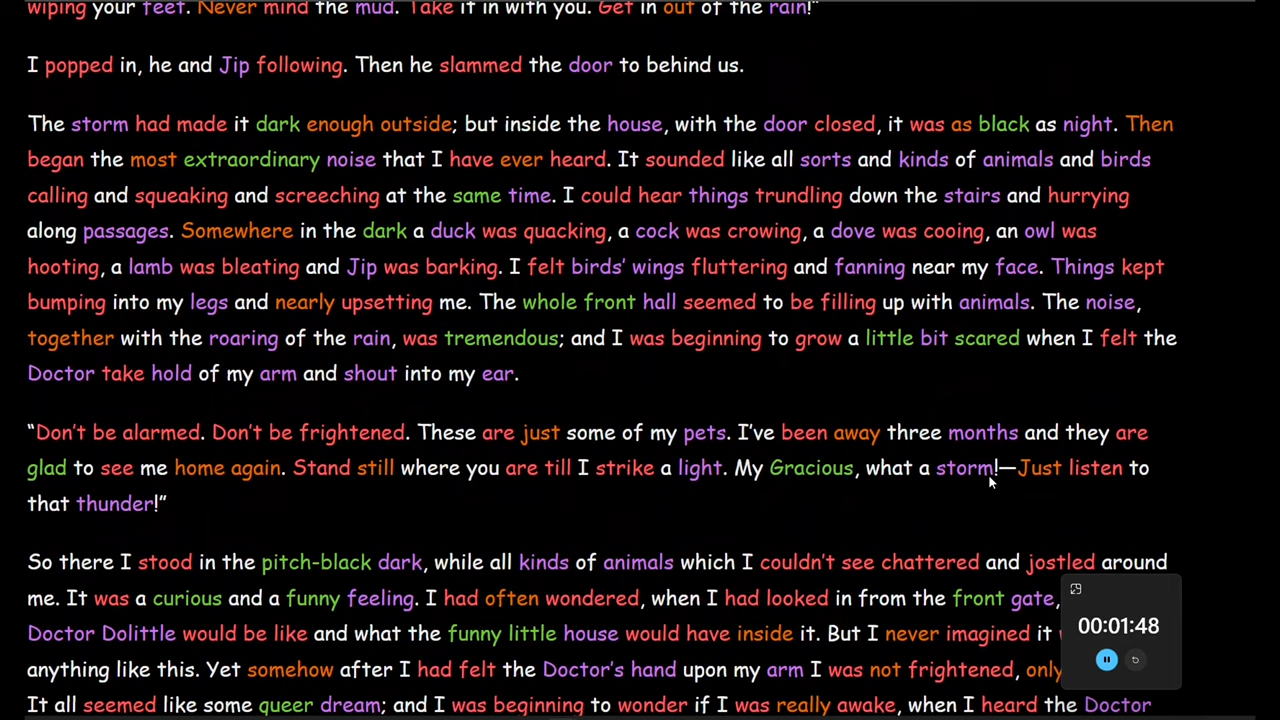 wiping your feet. Never mind the mud. Take it in with you. Get in out of the rain!”
I popped in, he and Jip following. Then he slammed the door to behind us.
The storm had made it dark enough outside; but inside the house, with the door closed, it was as black as night. Then
began the most extraordinary noise that I have ever heard. It sounded like all sorts and kinds of animals and birds
calling and squeaking and screeching at the same time. I could hear things trundling down the stairs and hurrying
along passages. Somewhere in the dark a duck was quacking, a cock was crowing, a dove was cooing, an owl was
hooting, a lamb was bleating and Jip was barking. I felt birds’ wings fluttering and fanning near my face. Things kept
bumping into my legs and nearly upsetting me. The whole front hall seemed to be filling up with animals. The noise,
together with the roaring of the rain, was tremendous; and I was beginning to grow a little bit scared when I felt the
Doctor take hold of my arm and shout into my ear.
“Don’t be alarmed. Don’t be frightened. These are just some of my pets. I’ve been away three months and they are
glad to see me home again. Stand still where you are till I strike a light. My Gracious, what a storm!—Just listen to
that thunder!”
So there I stood in the pitch-black dark, while all kinds of animals which I couldn’t see chattered and jostled around
me. It was a curious and a funny feeling. I had often wondered, when I had looked in from the front gate,
Doctor Dolittle would be like and what the funny little house would have inside it. But I never imagined it
anything like this. Yet somehow after I had felt the Doctor’s hand upon my arm I was not frightened, only
It all seemed like some queer dream; and I was beginning to wonder if I was really awake, when I heard the Doctor
00:01:48